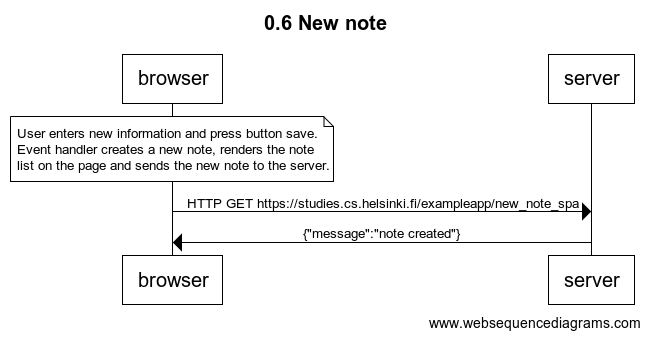 0.6 New note
browser
server
User enters new information and press button save.
Event handler creates a new note, renders the note
list on the page and sends the new note to the server.
HTTP GET https://studies.cs.helsinki.fi/exampleapp/new_note_spa
{"message":"note created"}
browser
server
www.websequencediagrams.com